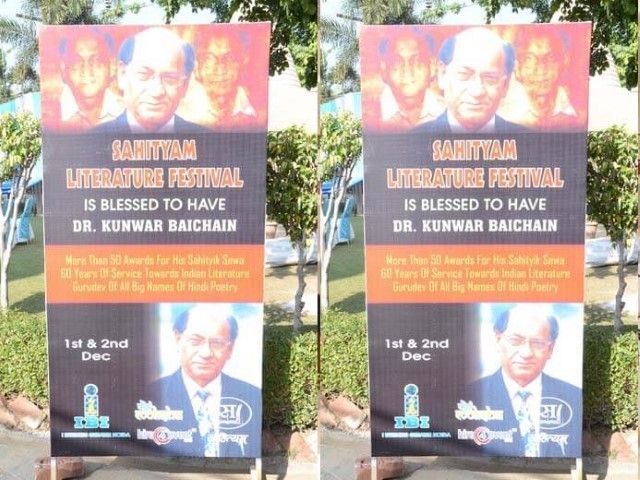 SAHITYAM
LITERATURE FESTIVAL
IS BLESSED TO HAVE
DR. KUNWAR BAICHAIN
More Than 50 Awards For His Sahityik Sewa
60 Years Of Service Towards Indian Literature
Gurudev Of All Big Names Of Hindi Poetry
1st & 2nd
Dec
IBI
SAHITYAM
LITERATURE FESTIVAL
IS BLESSED TO HAVE
DR. KUNWAR BAICHAIN
More Than 50 Awards For His Sahityik Sewa
60 Years Of Service Towards Indian Literature
Gurudev Of All Big Names Of Hindi Poetry
1st & 2nd
Dec
IBI